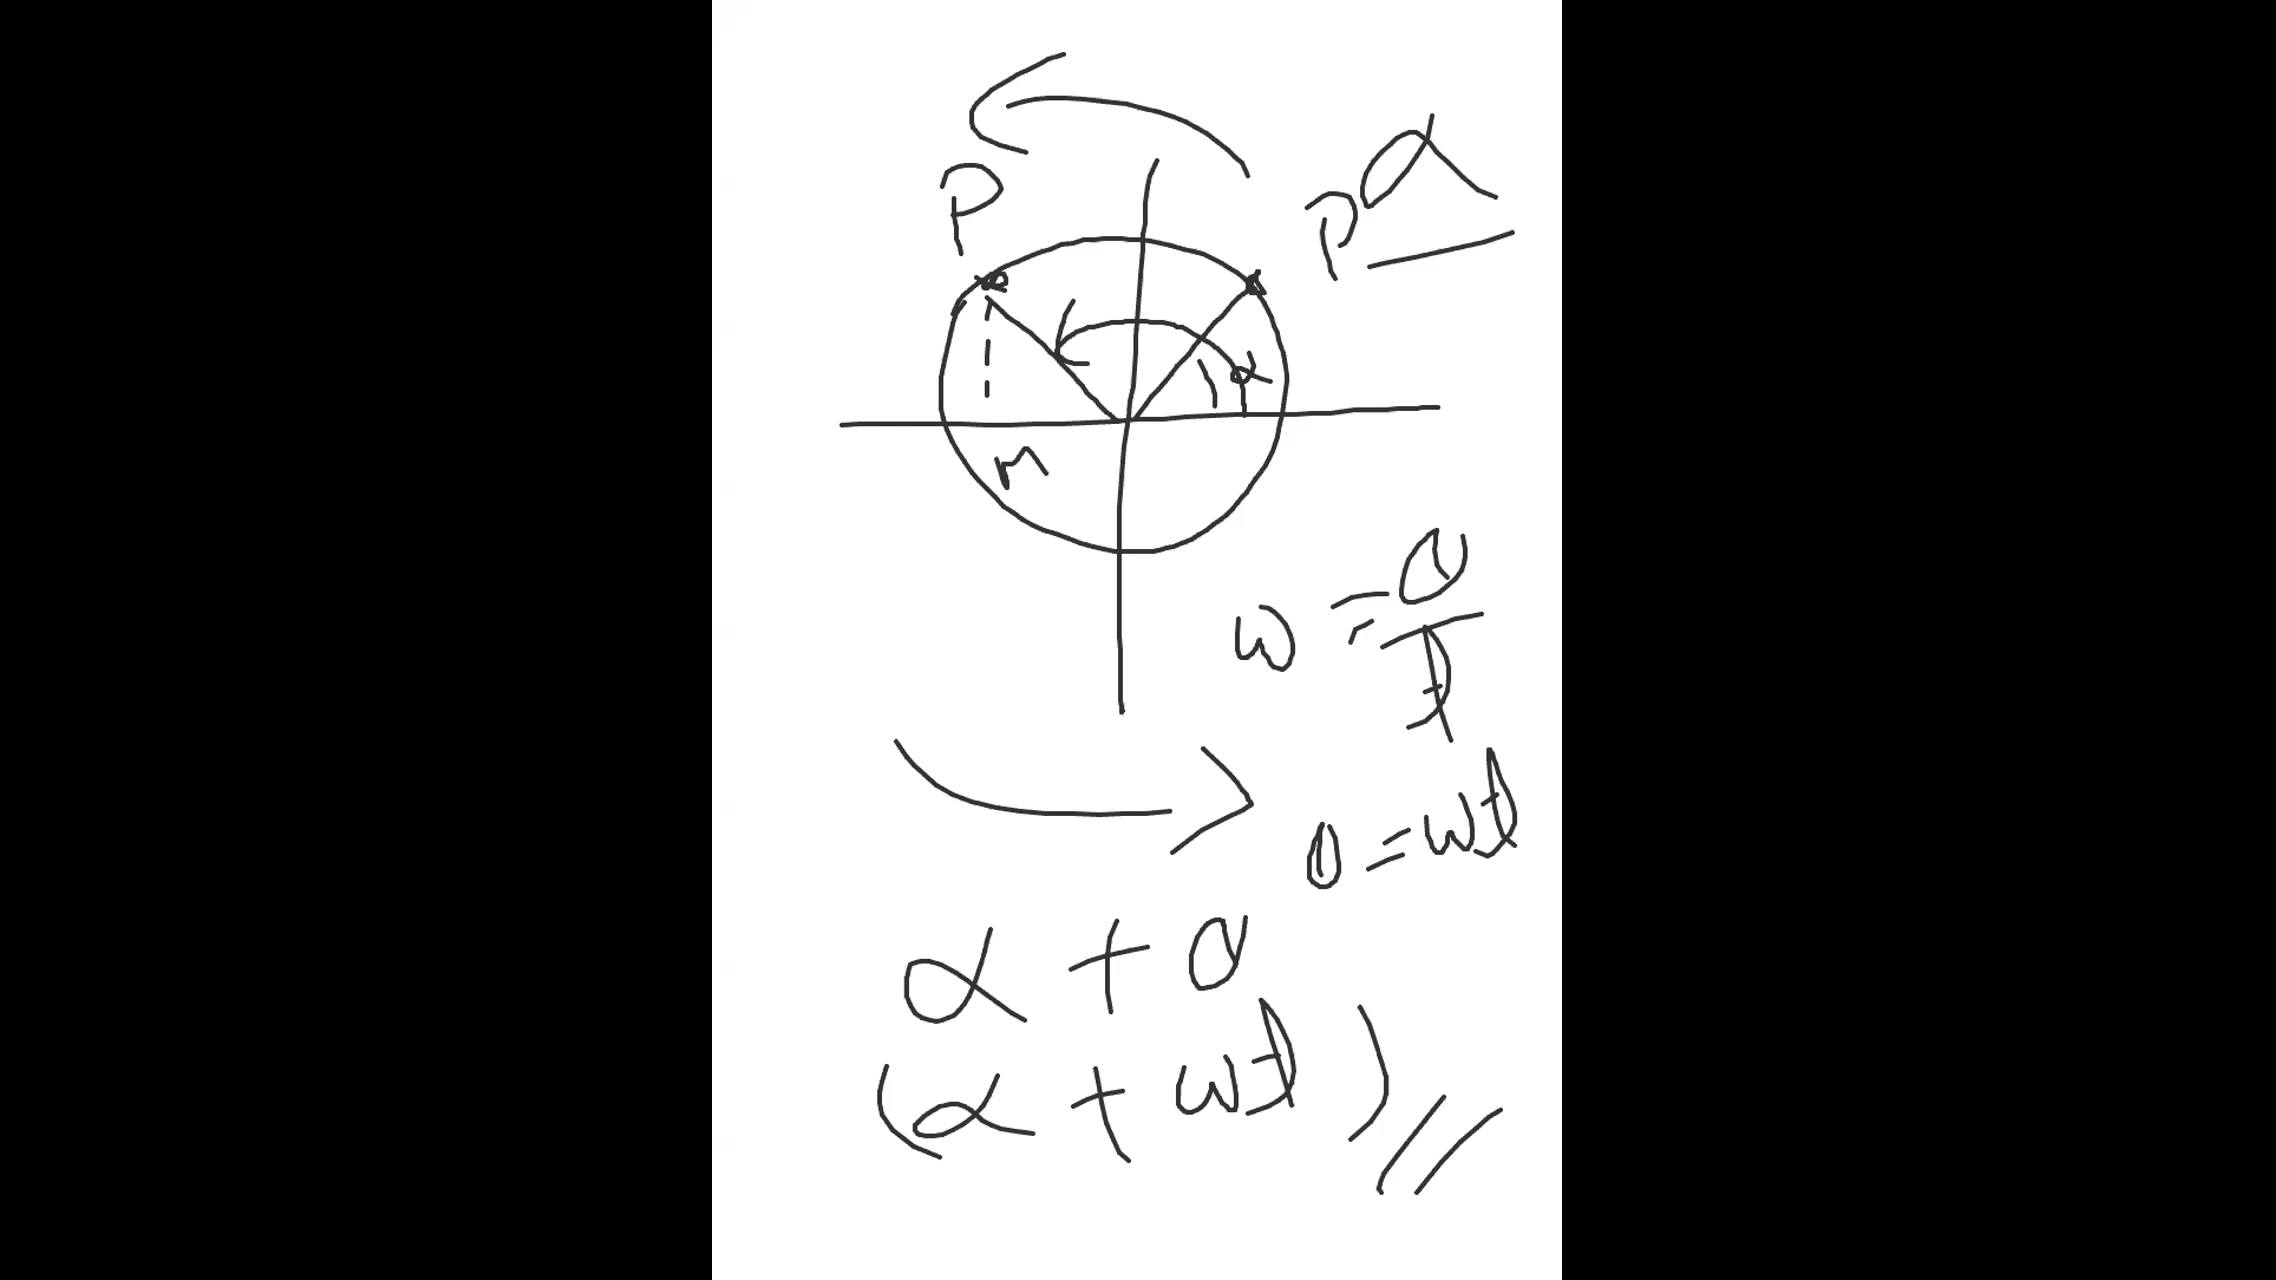 P
Pα
α
M
ω = θ/t
θ = ωt
α + θ
(α + ωt)//